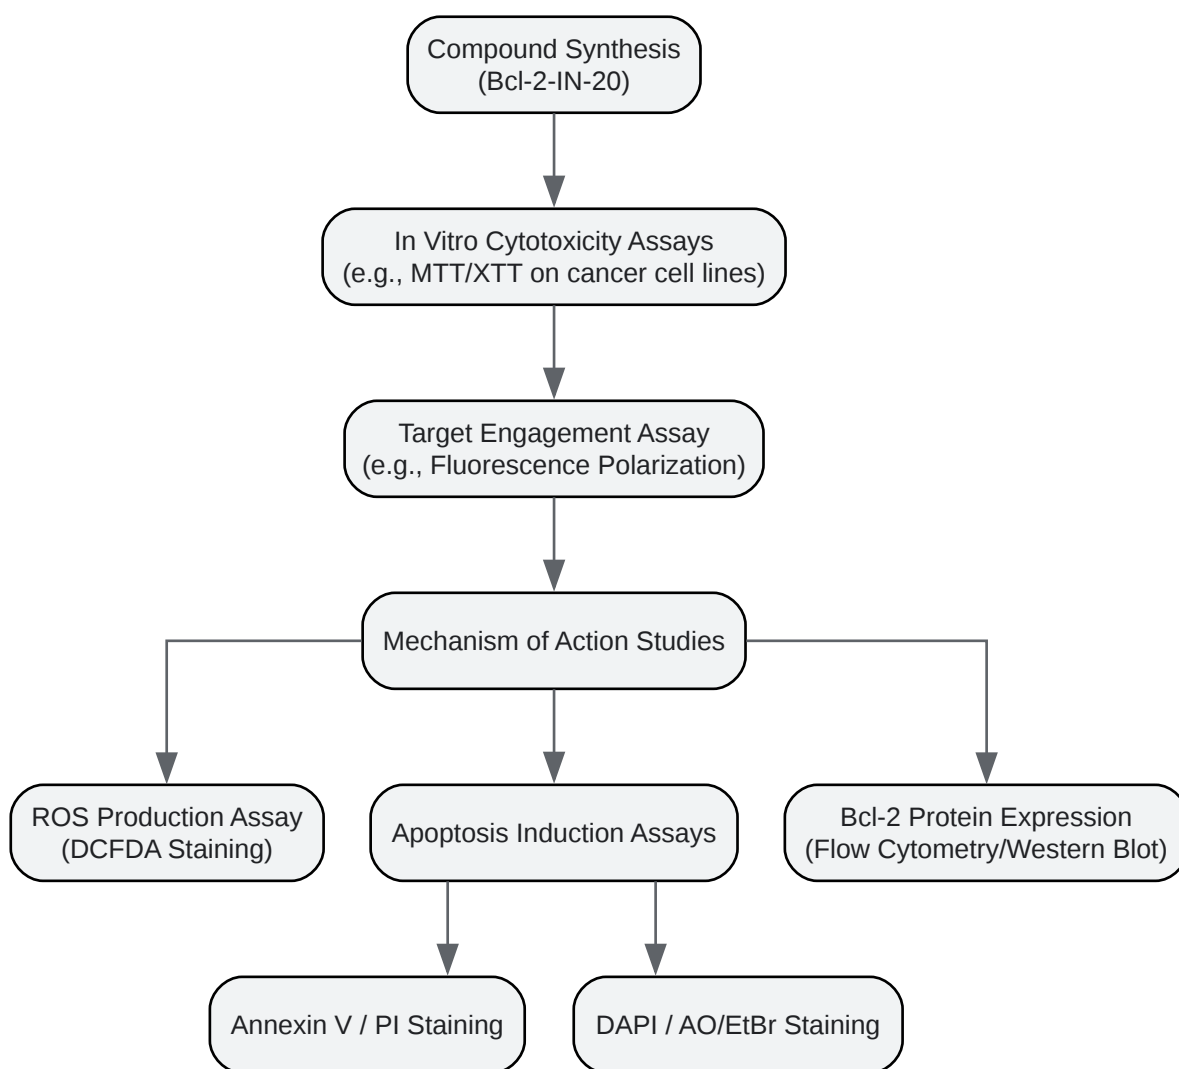 Compound Synthesis
(Bcl-2-IN-20)
In Vitro Cytotoxicity Assays
(e.g., MTT/XTT on cancer cell lines)
Target Engagement Assay
(e.g., Fluorescence Polarization)
Mechanism of Action Studies
ROS Production Assay
(DCFDA Staining)
Apoptosis Induction Assays
Bcl-2 Protein Expression
(Flow Cytometry/Western Blot)
Annexin V / PI Staining
DAPI / AO/EtBr Staining